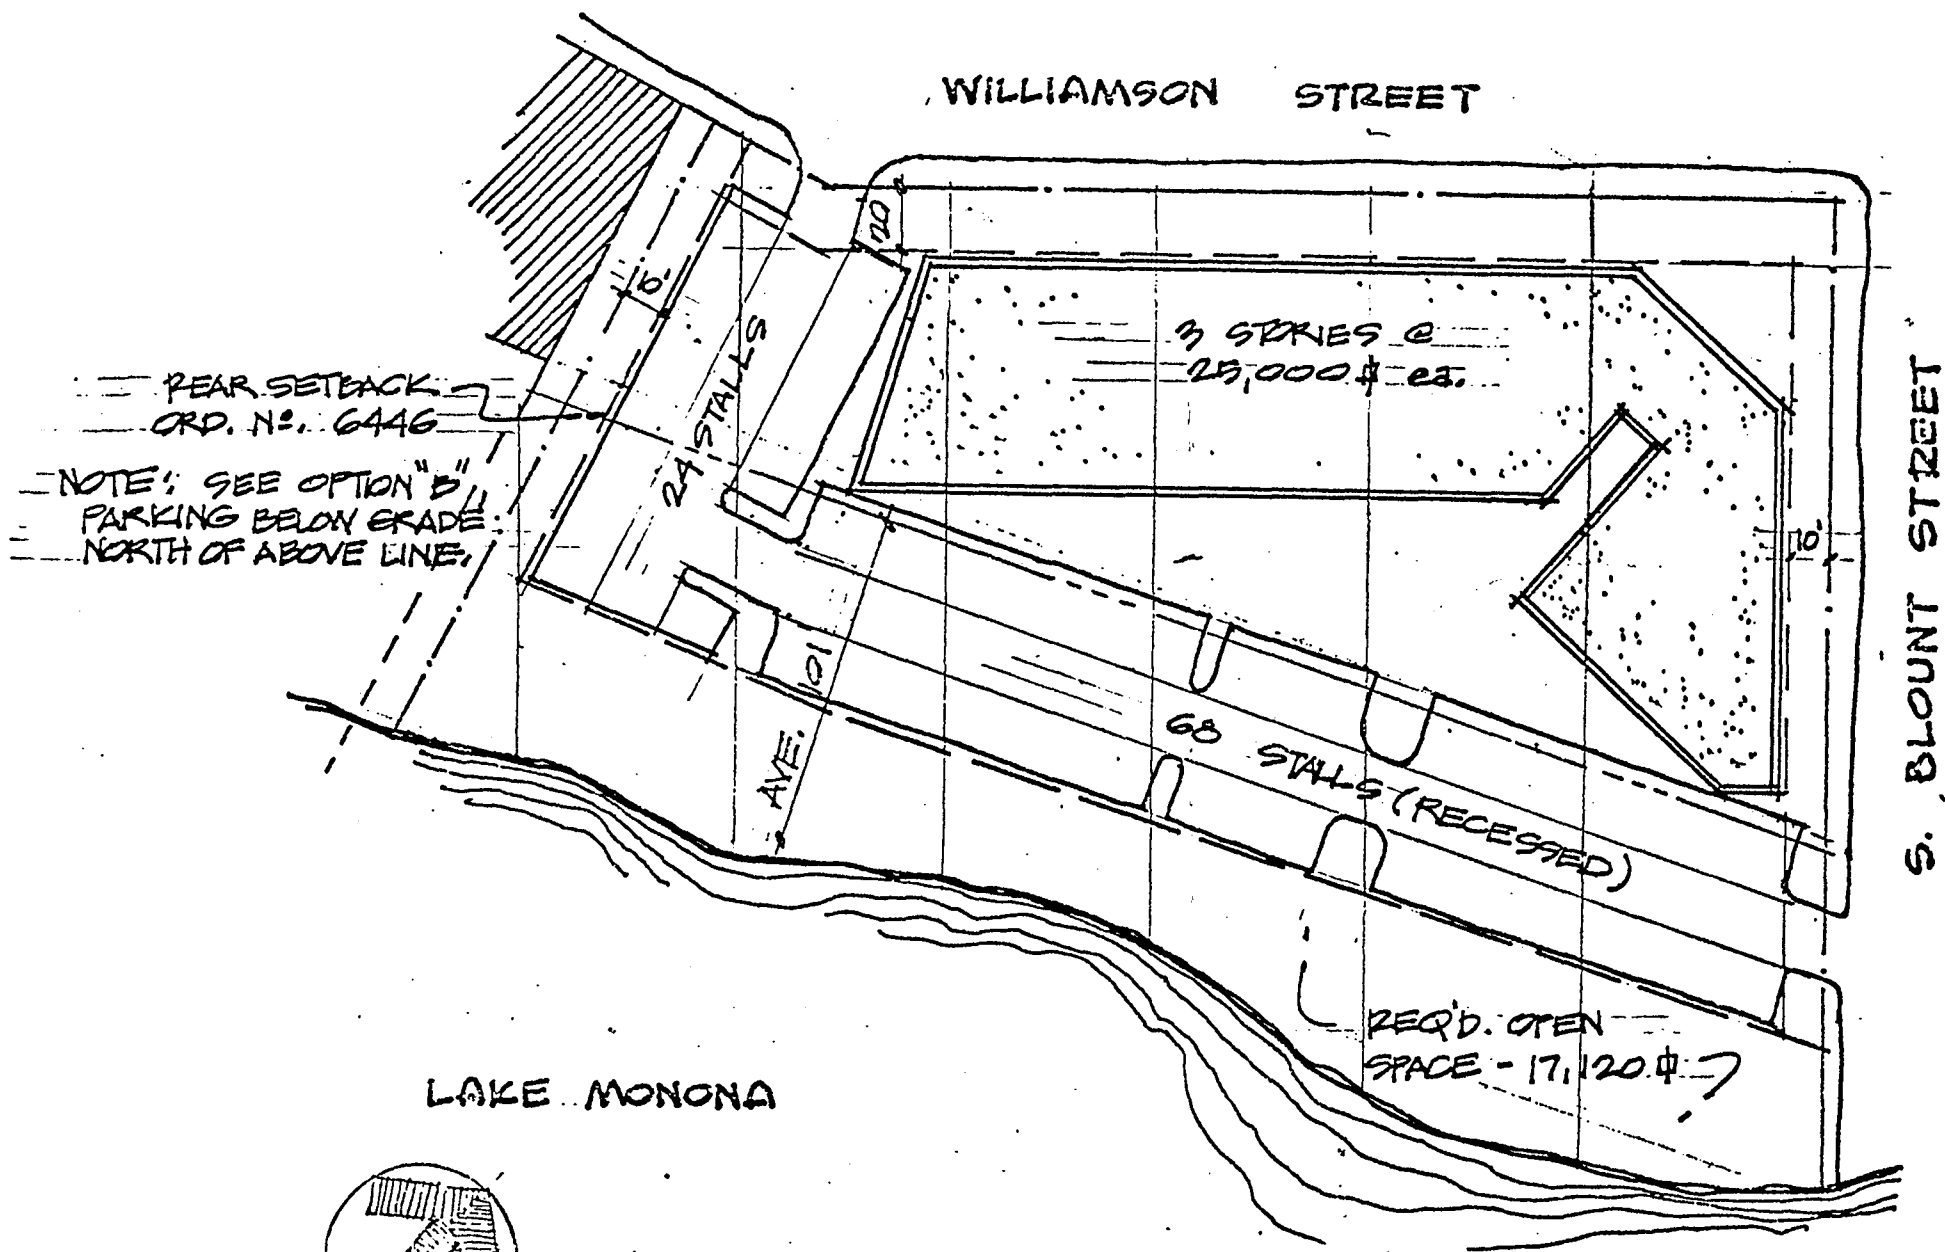 WILLIAMSON STREET
20
6'
3 STORIES @
25,000 ⏍ ea.
24 STALLS
REAR SETBACK
ORD. Nº. 6446
NOTE: SEE OPTION "B"
PARKING BELOW GRADE
NORTH OF ABOVE LINE.
10'
S. BLOUNT STREET
AVE. 101
68 STALLS (RECESSED)
REQ'D. OPEN
SPACE - 17,120 ⏍
LAKE MONONA